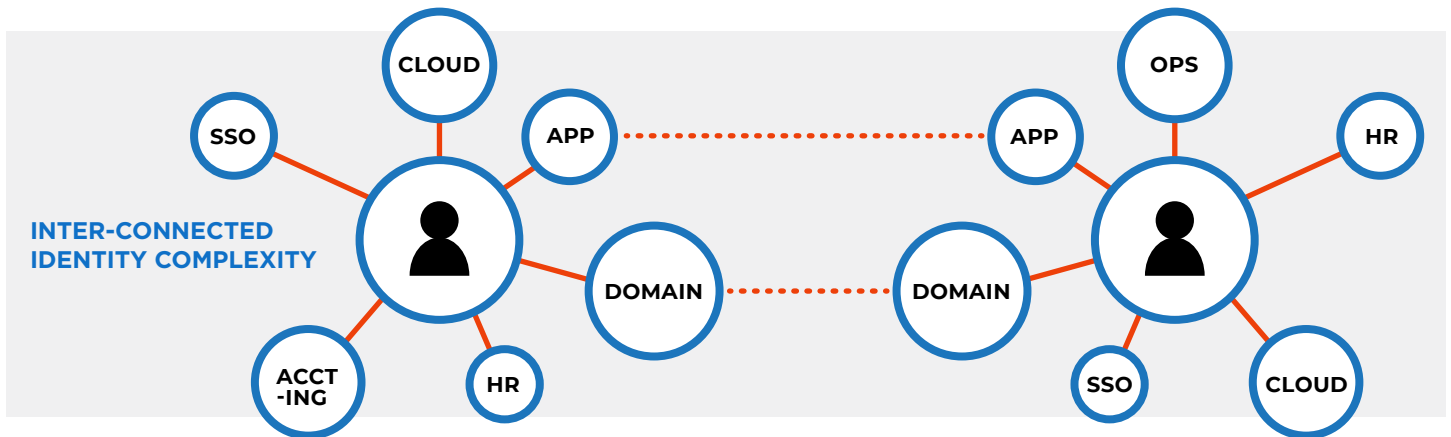 CLOUD
SSO
APP
INTER-CONNECTED
IDENTITY COMPLEXITY
DOMAIN
ACCT
-ING
HR
OPS
APP
HR
DOMAIN
SSO
CLOUD